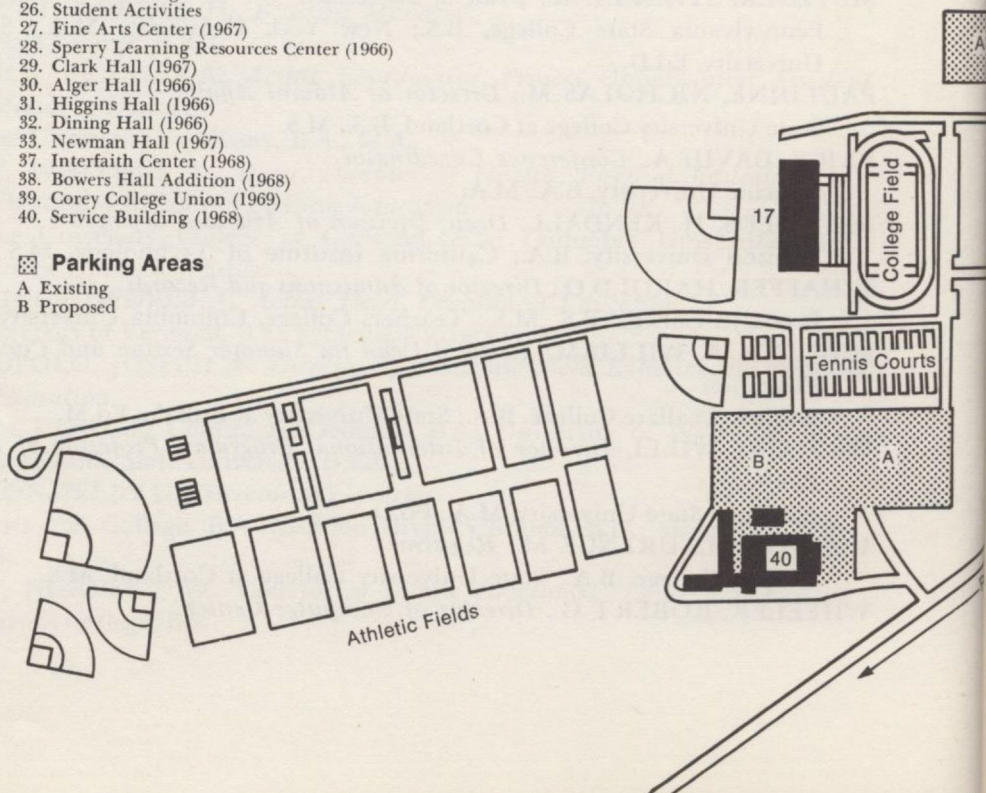 26. Student Activities
27. Fine Arts Center (1967)
28. Sperry Learning Resources Center (1966)
29. Clark Hall (1967)
30. Alger Hall (1966)
31. Higgins Hall (1966)
32. Dining Hall (1966)
33. Newman Hall (1967)
37. Interfaith Center (1968)
38. Bowers Hall Addition (1968)
39. Corey College Union (1969)
40. Service Building (1968)
Parking Areas
A Existing
B Proposed
A
17
College Field
Tennis Courts
B
A
40
Athletic Fields